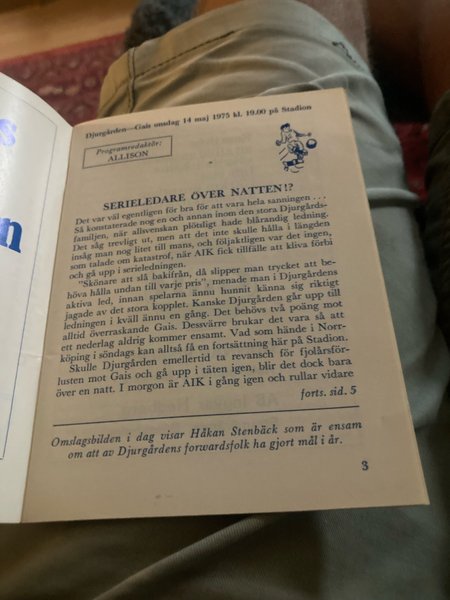 s
n
Djurgården—Gais onsdag 14 maj 1975 kl. 19.00 på Stadion
Programredaktör:
ALLISON
SERIELEDARE ÖVER NATTEN!?
Det var väl egentligen för bra för att vara hela sanningen . . .
Så konstaterade nog en och annan inom den stora Djurgårds-
familjen, när allsvenskan plötsligt hade blårandig ledning.
Det såg trevligt ut, men att det inte skulle hålla i längden
insåg man nog litet till mans, och följaktligen var det ingen,
som talade om katastrof, när AIK fick tillfälle att kliva förbi
och gå upp i serieledningen.
"Skönare att slå bakifrån, då slipper man trycket att be-
höva hålla undan till varje pris", menade man i Djurgårdens
aktiva led, innan spelarna ännu hunnit känna sig riktigt
jagade av det stora kopplet. Kanske Djurgården går upp till
ledningen i kväll ännu en gång. Det behövs två poäng mot
alltid överraskande Gais. Dessvärre brukar det vara så att
ett nederlag aldrig kommer ensamt. Vad som hände i Norr-
köping i söndags kan alltså få en fortsättning här på Stadion.
Skulle Djurgården emellertid ta revansch för fjolårsför-
lusten mot Gais och gå upp i täten igen, blir det dock bara
över en natt. I morgon är AIK i gång igen och rullar vidare
forts. sid. 5
Omslagsbilden i dag visar Håkan Stenbäck som är ensam
om att av Djurgårdens forwardsfolk ha gjort mål i år.
3